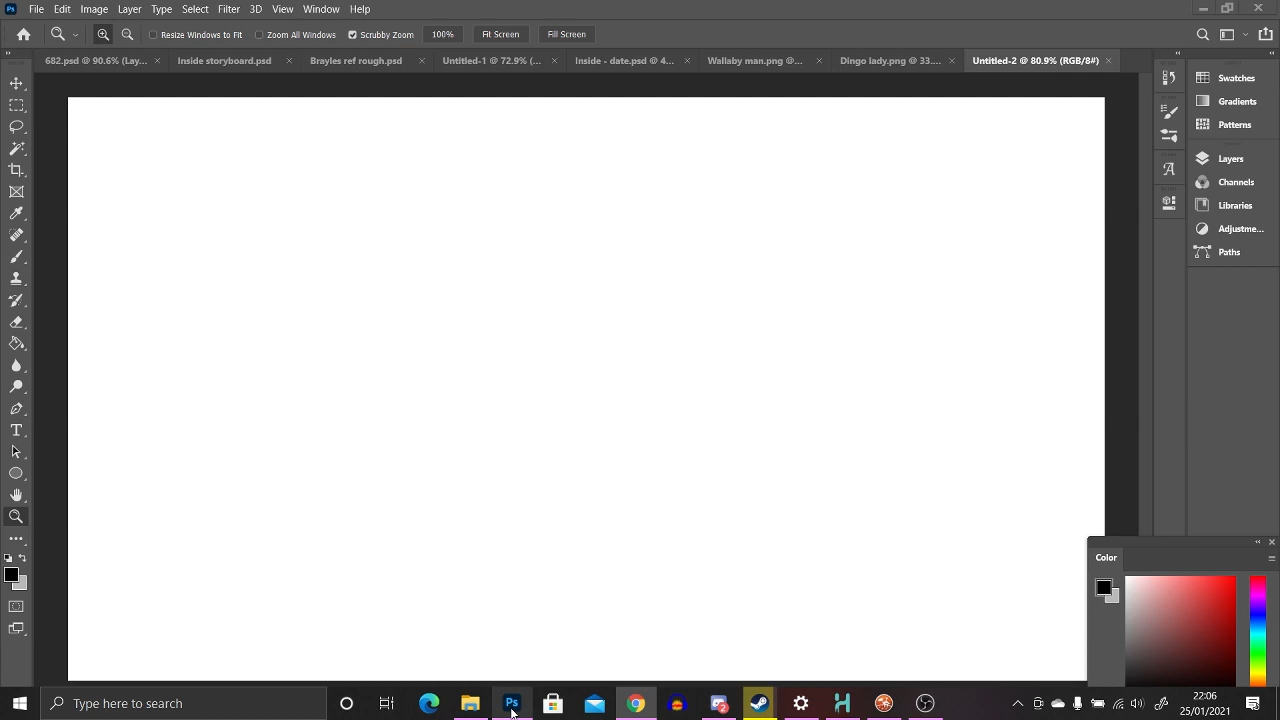 Ps File Edit Image Layer Type Select Filter 3D View Window Help
Resize Windows to Fit Zoom All Windows Scrubby Zoom 100% Fit Screen Fill Screen
682.psd @ 90.6% (Lay... Inside storyboard.psd Brayles ref rough.psd Untitled-1 @ 72.9% (... Inside - date.psd @ 4... Wallaby man.png @... Dingo lady.png @ 33.... Untitled-2 @ 80.9% (RGB/8#)
Swatches
Gradients
Patterns
Layers
Channels
Libraries
Adjustme...
Paths
Color
Type here to search
Ps
2
22:06
25/01/2021